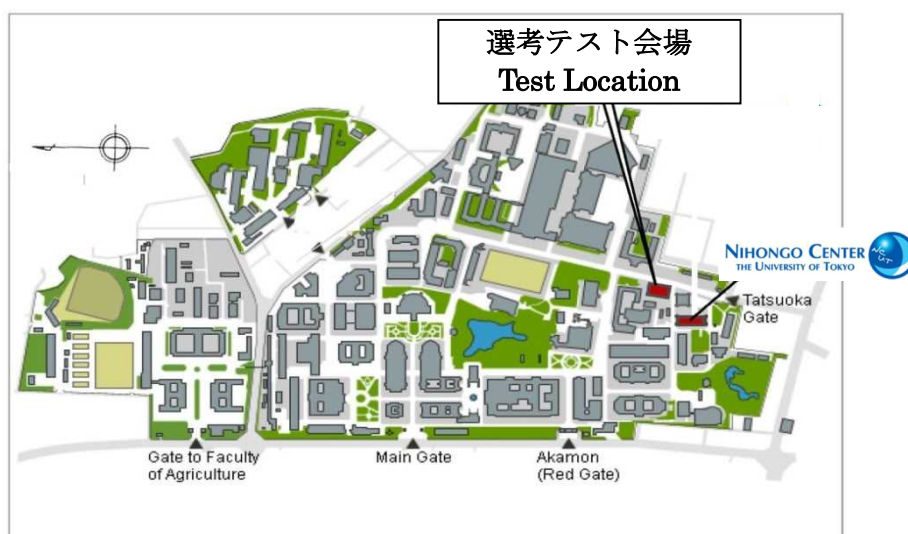 選考テスト会場
Test Location
NIHONGO CENTER
THE UNIVERSITY OF TOKYO
Tatsuoka
Gate
Gate to Faculty
of Agriculture
Main Gate
Akamon
(Red Gate)